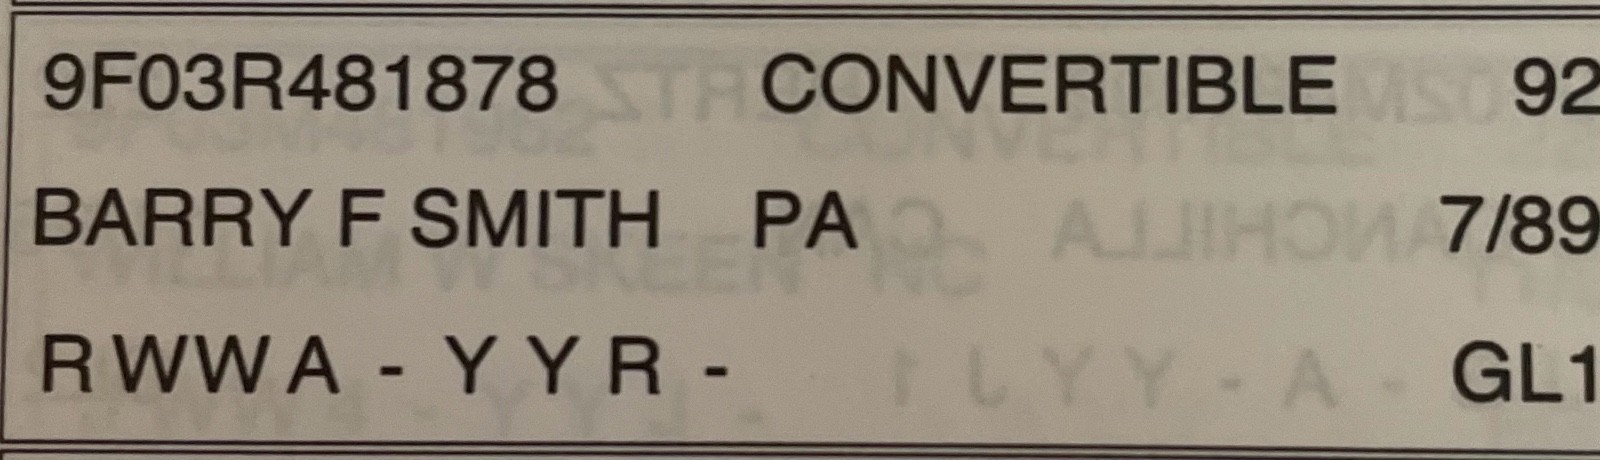 9F03R481878 CONVERTIBLE 92
BARRY F SMITH PA 7/89
R W W A - Y Y R - GL1